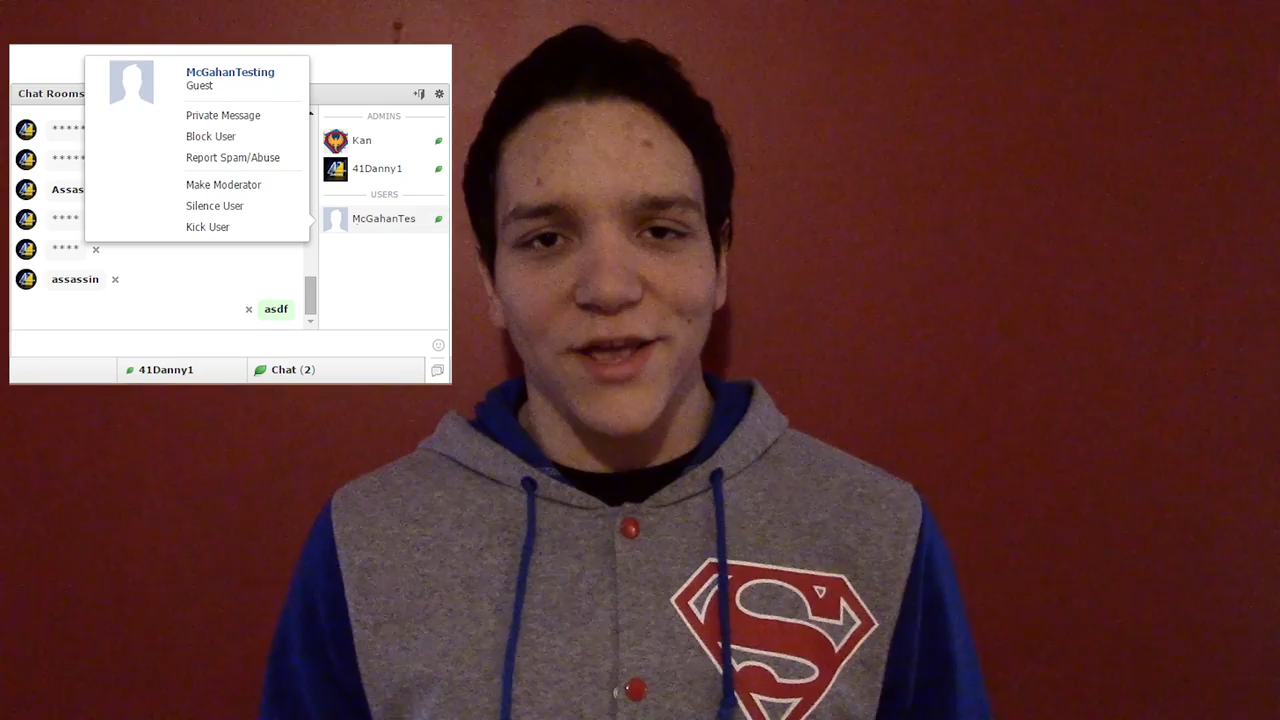 McGahanTesting
Guest
Chat Rooms
Private Message
Block User
Report Spam/Abuse
Make Moderator
Silence User
Kick User
ADMINS
Kan
41Danny1
USERS
McGahanTes
*****
*****
Assas
****
****
assassin
asdf
41Danny1
Chat (2)
S